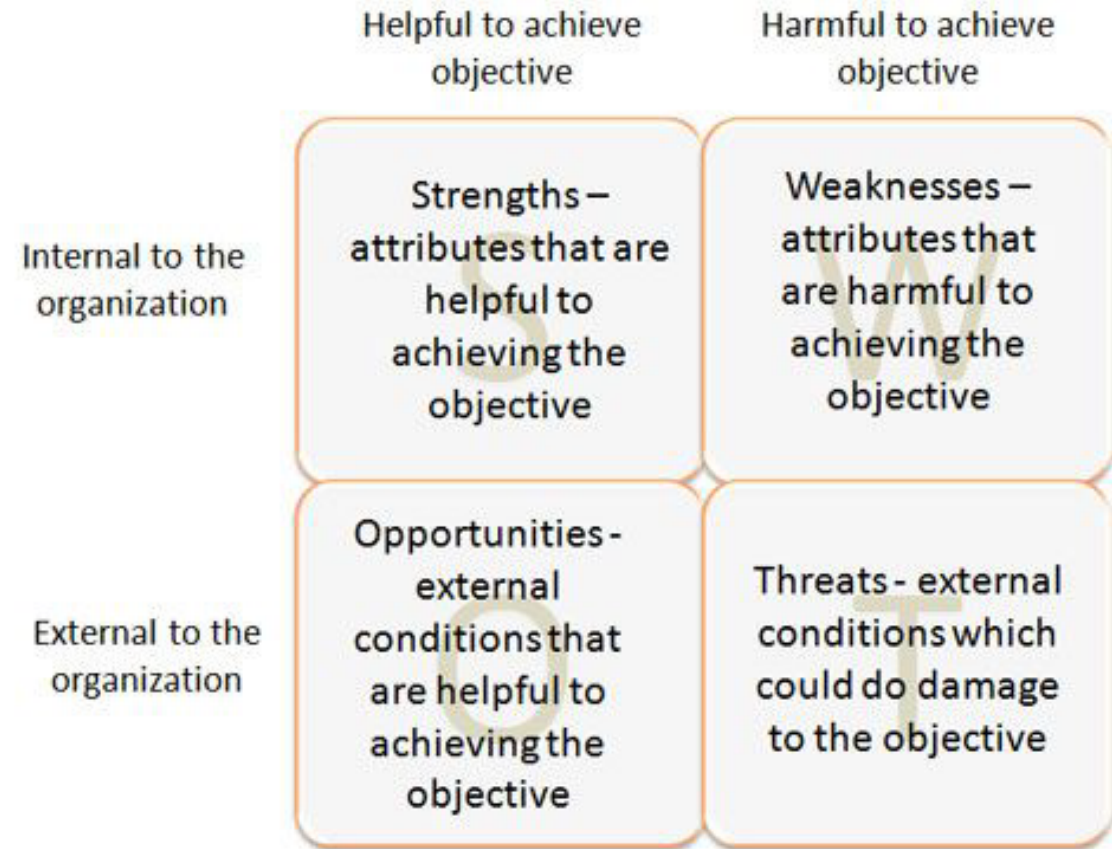 Helpful to achieve
objective
Harmful to achieve
objective
Internal to the
organization
Strengths –
attributes that are
helpful to
achieving the
objective
S
Weaknesses –
attributes that
are harmful to
achieving the
objective
W
External to the
organization
Opportunities -
external
conditions that
are helpful to
achieving the
objective
O
Threats - external
conditions which
could do damage
to the objective
T